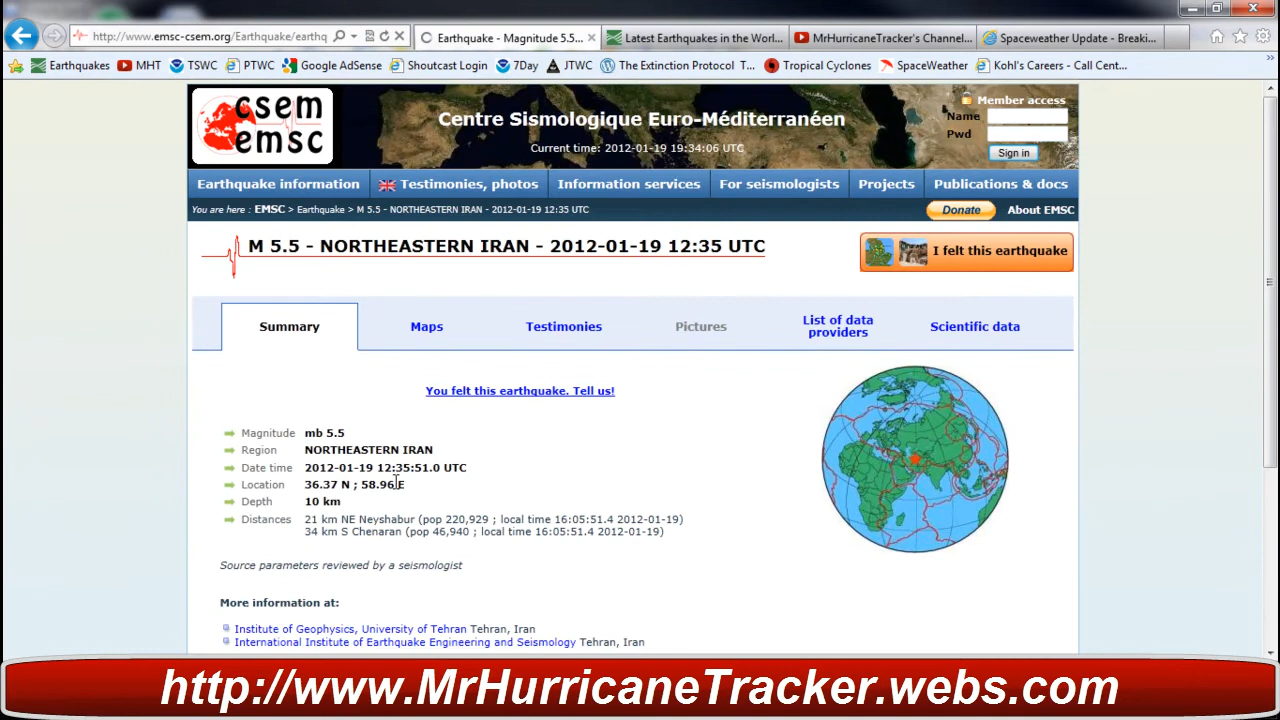 http://www.emsc-csem.org/Earthquake/earthq
Earthquake - Magnitude 5.5...
Latest Earthquakes in the Worl...
MrHurricaneTracker's Channel...
Spaceweather Update - Breaki...
Earthquakes
MHT
TSWC
PTWC
Google AdSense
Shoutcast Login
7Day
JTWC
The Extinction Protocol: T...
Tropical Cyclones
SpaceWeather
Kohl's Careers - Call Cent...
csem
emsc
Centre Sismologique Euro-Méditerranéen
Current time: 2012-01-19 19:34:06 UTC
Member access
Name
Pwd
Sign in
Earthquake information
Testimonies, photos
Information services
For seismologists
Projects
Publications & docs
You are here : EMSC > Earthquake > M 5.5 - NORTHEASTERN IRAN - 2012-01-19 12:35 UTC
Donate
About EMSC
M 5.5 - NORTHEASTERN IRAN - 2012-01-19 12:35 UTC
I felt this earthquake
Summary
Maps
Testimonies
Pictures
List of data
providers
Scientific data
You felt this earthquake. Tell us!
Magnitude mb 5.5
Region NORTHEASTERN IRAN
Date time 2012-01-19 12:35:51.0 UTC
Location 36.37 N ; 58.96 E
Depth 10 km
Distances 21 km NE Neyshabur (pop 220,929 ; local time 16:05:51.4 2012-01-19)
34 km S Chenaran (pop 46,940 ; local time 16:05:51.4 2012-01-19)
Source parameters reviewed by a seismologist
More information at:
Institute of Geophysics, University of Tehran Tehran, Iran
International Institute of Earthquake Engineering and Seismology Tehran, Iran
http://www.MrHurricaneTracker.webs.com